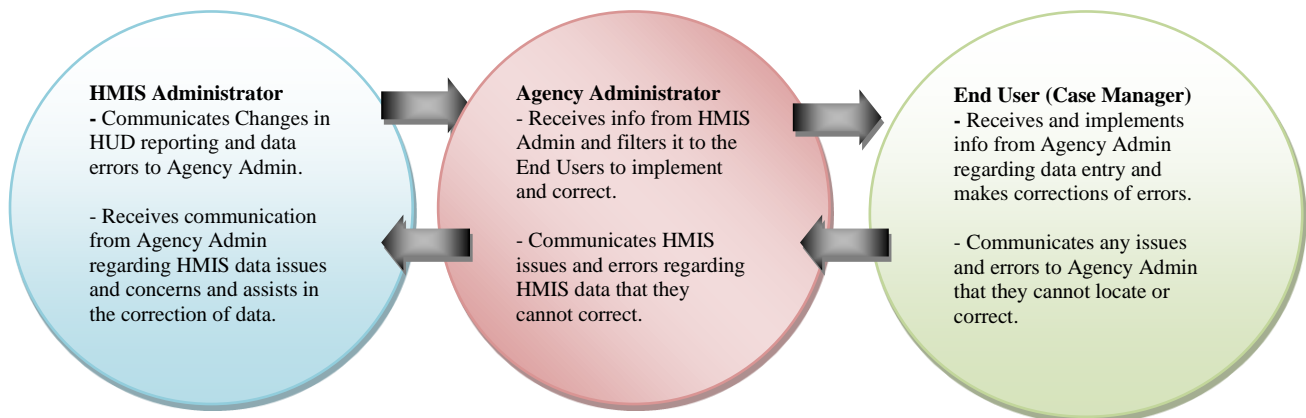 HMIS Administrator
- Communicates Changes in
HUD reporting and data
errors to Agency Admin.
- Receives communication
from Agency Admin
regarding HMIS data issues
and concerns and assists in
the correction of data.
Agency Administrator
- Receives info from HMIS
Admin and filters it to the
End Users to implement
and correct.
- Communicates HMIS
issues and errors regarding
HMIS data that they
cannot correct.
End User (Case Manager)
- Receives and implements
info from Agency Admin
regarding data entry and
makes corrections of errors.
- Communicates any issues
and errors to Agency Admin
that they cannot locate or
correct.